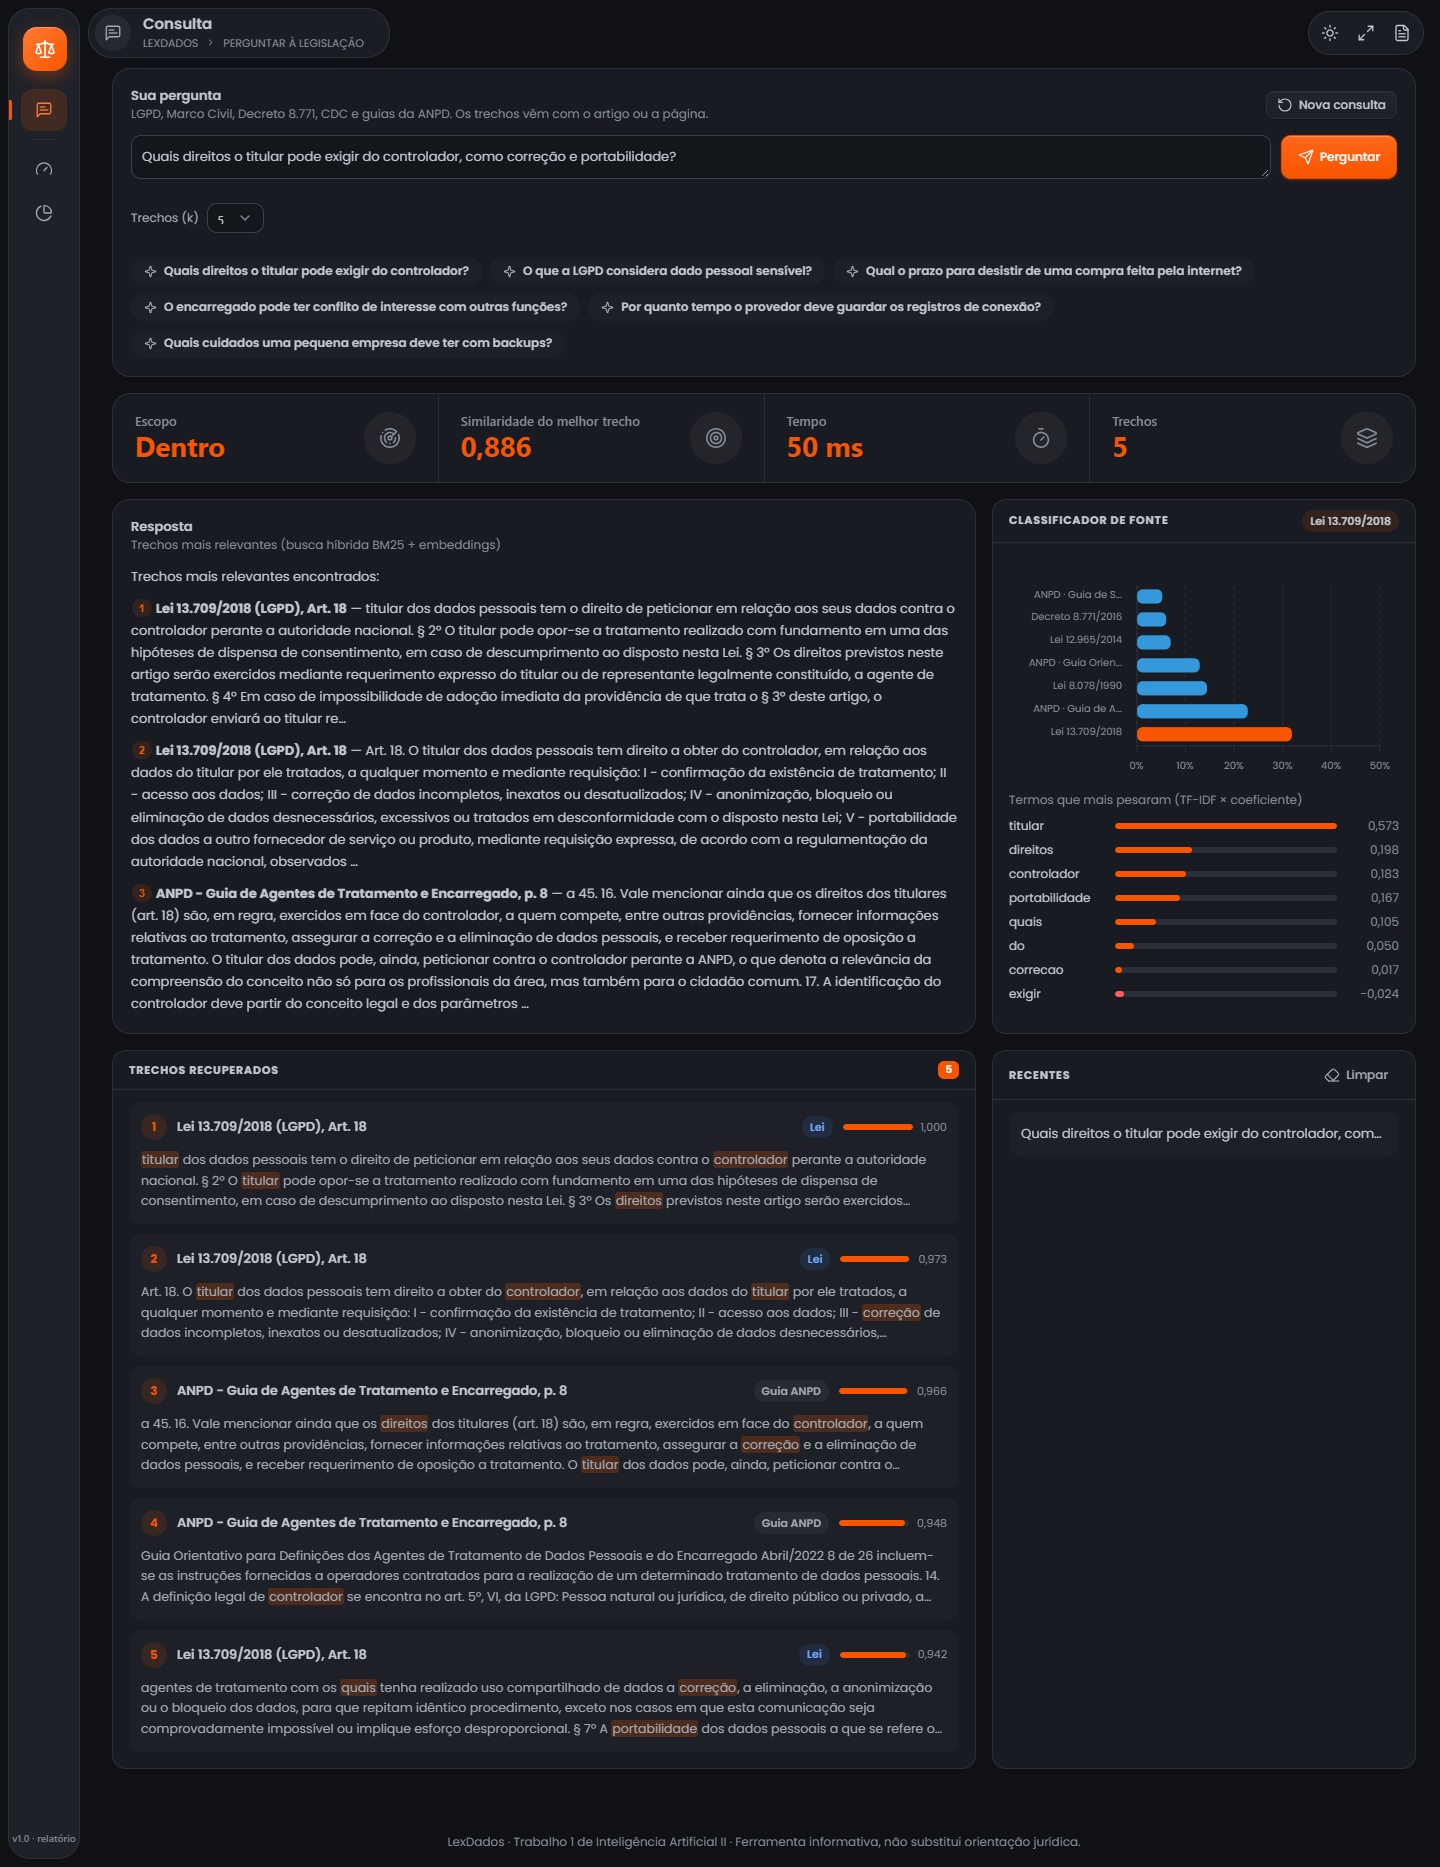 Consulta
LEXDADOS > PERGUNTAR À LEGISLAÇÃO
Sua pergunta
LGPD, Marco Civil, Decreto 8.771, CDC e guias da ANPD. Os trechos vêm com o artigo ou a página.
Nova consulta
Quais direitos o titular pode exigir do controlador, como correção e portabilidade?
Perguntar
Trechos (k) 5
Quais direitos o titular pode exigir do controlador?
O que a LGPD considera dado pessoal sensível?
Qual o prazo para desistir de uma compra feita pela internet?
O encarregado pode ter conflito de interesse com outras funções?
Por quanto tempo o provedor deve guardar os registros de conexão?
Quais cuidados uma pequena empresa deve ter com backups?
Escopo
Dentro
Similaridade do melhor trecho
0,886
Tempo
50 ms
Trechos
5
Resposta
Trechos mais relevantes (busca híbrida BM25 + embeddings)
Trechos mais relevantes encontrados:
1 Lei 13.709/2018 (LGPD), Art. 18 — titular dos dados pessoais tem o direito de peticionar em relação aos seus dados contra o
controlador perante a autoridade nacional. § 2º O titular pode opor-se a tratamento realizado com fundamento em uma das
hipóteses de dispensa de consentimento, em caso de descumprimento ao disposto nesta Lei. § 3º Os direitos previstos neste
artigo serão exercidos mediante requerimento expresso do titular ou de representante legalmente constituído, a agente de
tratamento. § 4º Em caso de impossibilidade de adoção imediata da providência de que trata o § 3º deste artigo, o
controlador enviará ao titular re…
2 Lei 13.709/2018 (LGPD), Art. 18 — Art. 18. O titular dos dados pessoais tem direito a obter do controlador, em relação aos
dados do titular por ele tratados, a qualquer momento e mediante requisição: I - confirmação da existência de tratamento; II
- acesso aos dados; III - correção de dados incompletos, inexatos ou desatualizados; IV - anonimização, bloqueio ou
eliminação de dados desnecessários, excessivos ou tratados em desconformidade com o disposto nesta Lei; V - portabilidade
dos dados a outro fornecedor de serviço ou produto, mediante requisição expressa, de acordo com a regulamentação da
autoridade nacional, observados …
3 ANPD - Guia de Agentes de Tratamento e Encarregado, p. 8 — a 45. 16. Vale mencionar ainda que os direitos dos titulares
(art. 18) são, em regra, exercidos em face do controlador, a quem compete, entre outras providências, fornecer informações
relativas ao tratamento, assegurar a correção e a eliminação de dados pessoais, e receber requerimento de oposição a
tratamento. O titular dos dados pode, ainda, peticionar contra o controlador perante a ANPD, o que denota a relevância da
compreensão do conceito não só para os profissionais da área, mas também para o cidadão comum. 17. A identificação do
controlador deve partir do conceito legal e dos parâmetros …
CLASSIFICADOR DE FONTE
Lei 13.709/2018
ANPD · Guia de S…
Decreto 8.771/2016
Lei 12.965/2014
ANPD · Guia Orien…
Lei 8.078/1990
ANPD · Guia de A…
Lei 13.709/2018
0% 10% 20% 30% 40% 50%
Termos que mais pesaram (TF-IDF × coeficiente)
titular 0,573
direitos 0,198
controlador 0,183
portabilidade 0,167
quais 0,105
do 0,050
correcao 0,017
exigir −0,024
TRECHOS RECUPERADOS
5
1 Lei 13.709/2018 (LGPD), Art. 18 Lei 1,000
titular dos dados pessoais tem o direito de peticionar em relação aos seus dados contra o controlador perante a autoridade
nacional. § 2º O titular pode opor-se a tratamento realizado com fundamento em uma das hipóteses de dispensa de
consentimento, em caso de descumprimento ao disposto nesta Lei. § 3º Os direitos previstos neste artigo serão exercidos…
2 Lei 13.709/2018 (LGPD), Art. 18 Lei 0,973
Art. 18. O titular dos dados pessoais tem direito a obter do controlador, em relação aos dados do titular por ele tratados, a
qualquer momento e mediante requisição: I - confirmação da existência de tratamento; II - acesso aos dados; III - correção de
dados incompletos, inexatos ou desatualizados; IV - anonimização, bloqueio ou eliminação de dados desnecessários,…
3 ANPD - Guia de Agentes de Tratamento e Encarregado, p. 8 Guia ANPD 0,966
a 45. 16. Vale mencionar ainda que os direitos dos titulares (art. 18) são, em regra, exercidos em face do controlador, a quem
compete, entre outras providências, fornecer informações relativas ao tratamento, assegurar a correção e a eliminação de
dados pessoais, e receber requerimento de oposição a tratamento. O titular dos dados pode, ainda, peticionar contra o…
4 ANPD - Guia de Agentes de Tratamento e Encarregado, p. 8 Guia ANPD 0,948
Guia Orientativo para Definições dos Agentes de Tratamento de Dados Pessoais e do Encarregado Abril/2022 8 de 26 incluem-
se as instruções fornecidas a operadores contratados para a realização de um determinado tratamento de dados pessoais. 14.
A definição legal de controlador se encontra no art. 5º, VI, da LGPD: Pessoa natural ou jurídica, de direito público ou privado, a…
5 Lei 13.709/2018 (LGPD), Art. 18 Lei 0,942
agentes de tratamento com os quais tenha realizado uso compartilhado de dados a correção, a eliminação, a anonimização
ou o bloqueio dos dados, para que repitam idêntico procedimento, exceto nos casos em que esta comunicação seja
comprovadamente impossível ou implique esforço desproporcional. § 7º A portabilidade dos dados pessoais a que se refere o…
RECENTES
Limpar
Quais direitos o titular pode exigir do controlador, com…
v1.0 · relatório
LexDados · Trabalho 1 de Inteligência Artificial II · Ferramenta informativa, não substitui orientação jurídica.